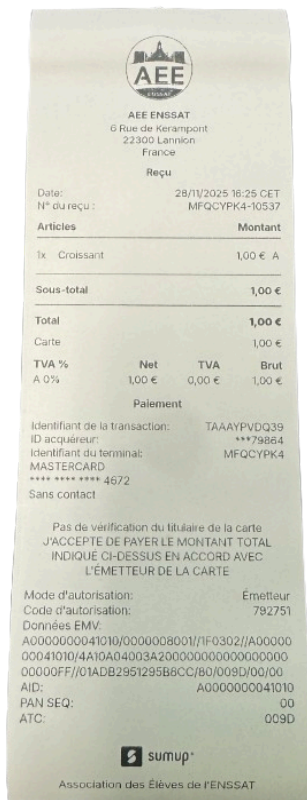 AEE
ENSSAT
AEE ENSSAT
6 Rue de Kerampont
22300 Lannion
France
Reçu
Date: 28/11/2025 16:25 CET
N° du reçu : MFQCYPK4-10537
Articles Montant
1x Croissant 1,00 € A
Sous-total 1,00 €
Total 1,00 €
Carte 1,00 €
TVA % Net TVA Brut
A 0% 1,00 € 0,00 € 1,00 €
Paiement
Identifiant de la transaction: TAAAYPVDQ39
ID acquéreur: ***79864
Identifiant du terminal: MFQCYPK4
MASTERCARD
**** **** **** 4672
Sans contact
Pas de vérification du titulaire de la carte
J'ACCEPTE DE PAYER LE MONTANT TOTAL
INDIQUÉ CI-DESSUS EN ACCORD AVEC
L'ÉMETTEUR DE LA CARTE
Mode d'autorisation: Émetteur
Code d'autorisation: 792751
Données EMV:
A0000000041010/0000008001//1F0302//A00000
00041010/4A10A04003A20000000000000000
00000FF//01ADB2951295B6CC/80/009D/00/00
AID: A0000000041010
PAN SEQ: 00
ATC: 009D
sumup
Association des Élèves de l'ENSSAT